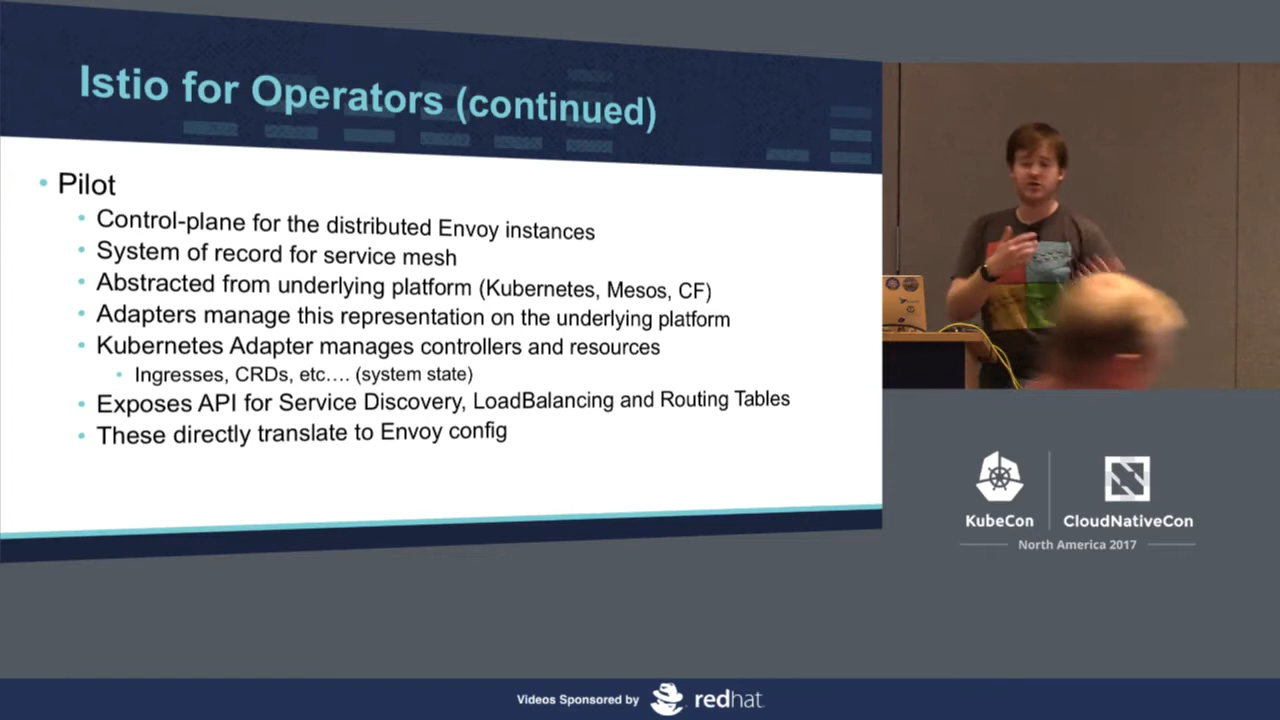 Istio for Operators (continued)
• Pilot
• Control-plane for the distributed Envoy instances
• System of record for service mesh
• Abstracted from underlying platform (Kubernetes, Mesos, CF)
• Adapters manage this representation on the underlying platform
• Kubernetes Adapter manages controllers and resources
• Ingresses, CRDs, etc.... (system state)
• Exposes API for Service Discovery, LoadBalancing and Routing Tables
• These directly translate to Envoy config
KubeCon
CloudNativeCon
North America 2017
Videos Sponsored by
redhat.